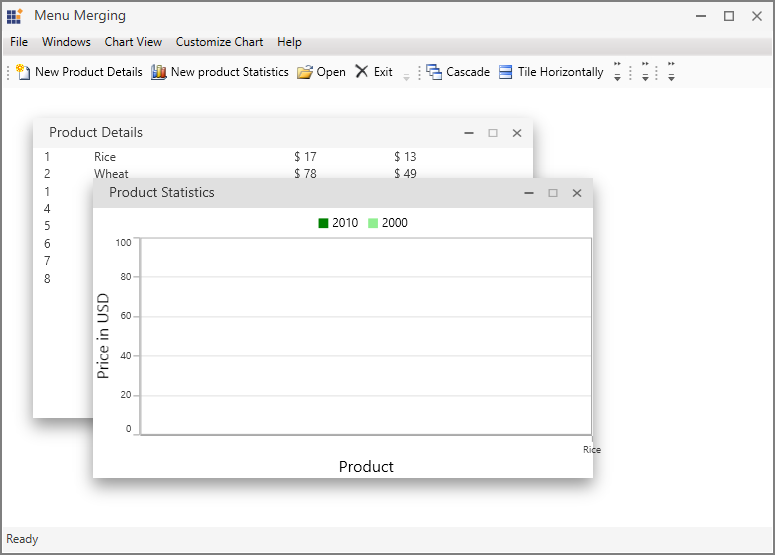 Menu Merging
File Windows Chart View Customize Chart Help
New Product Details New product Statistics Open Exit Cascade Tile Horizontally
Product Details
1 Rice $ 17 $ 13
2 Wheat $ 78 $ 49
1
4
5
6
7
8
Product Statistics
2010 2000
100
80
60
40
20
0
Price in USD
Rice
Product
Ready